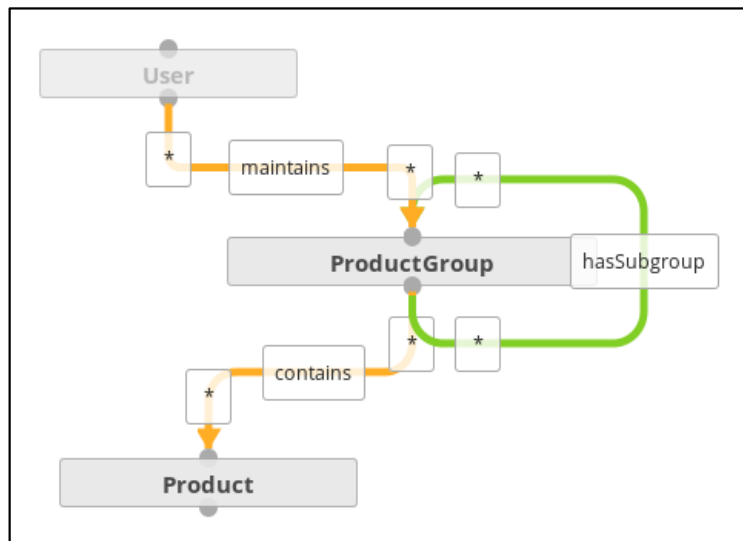 User
*
maintains
*
*
ProductGroup
hasSubgroup
*
*
contains
*
Product